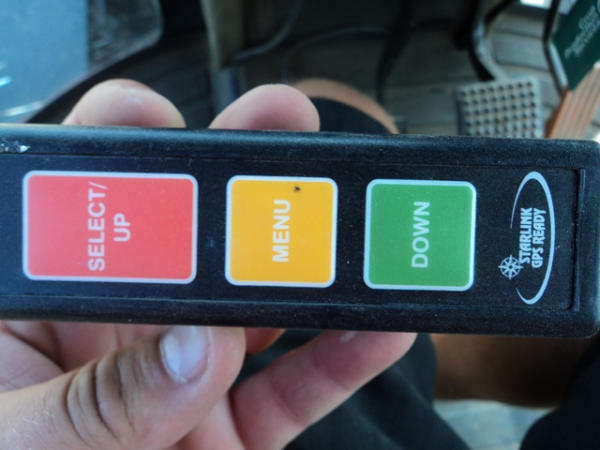 SELECT/
UP
MENU
DOWN
STARLINK
GPS READY